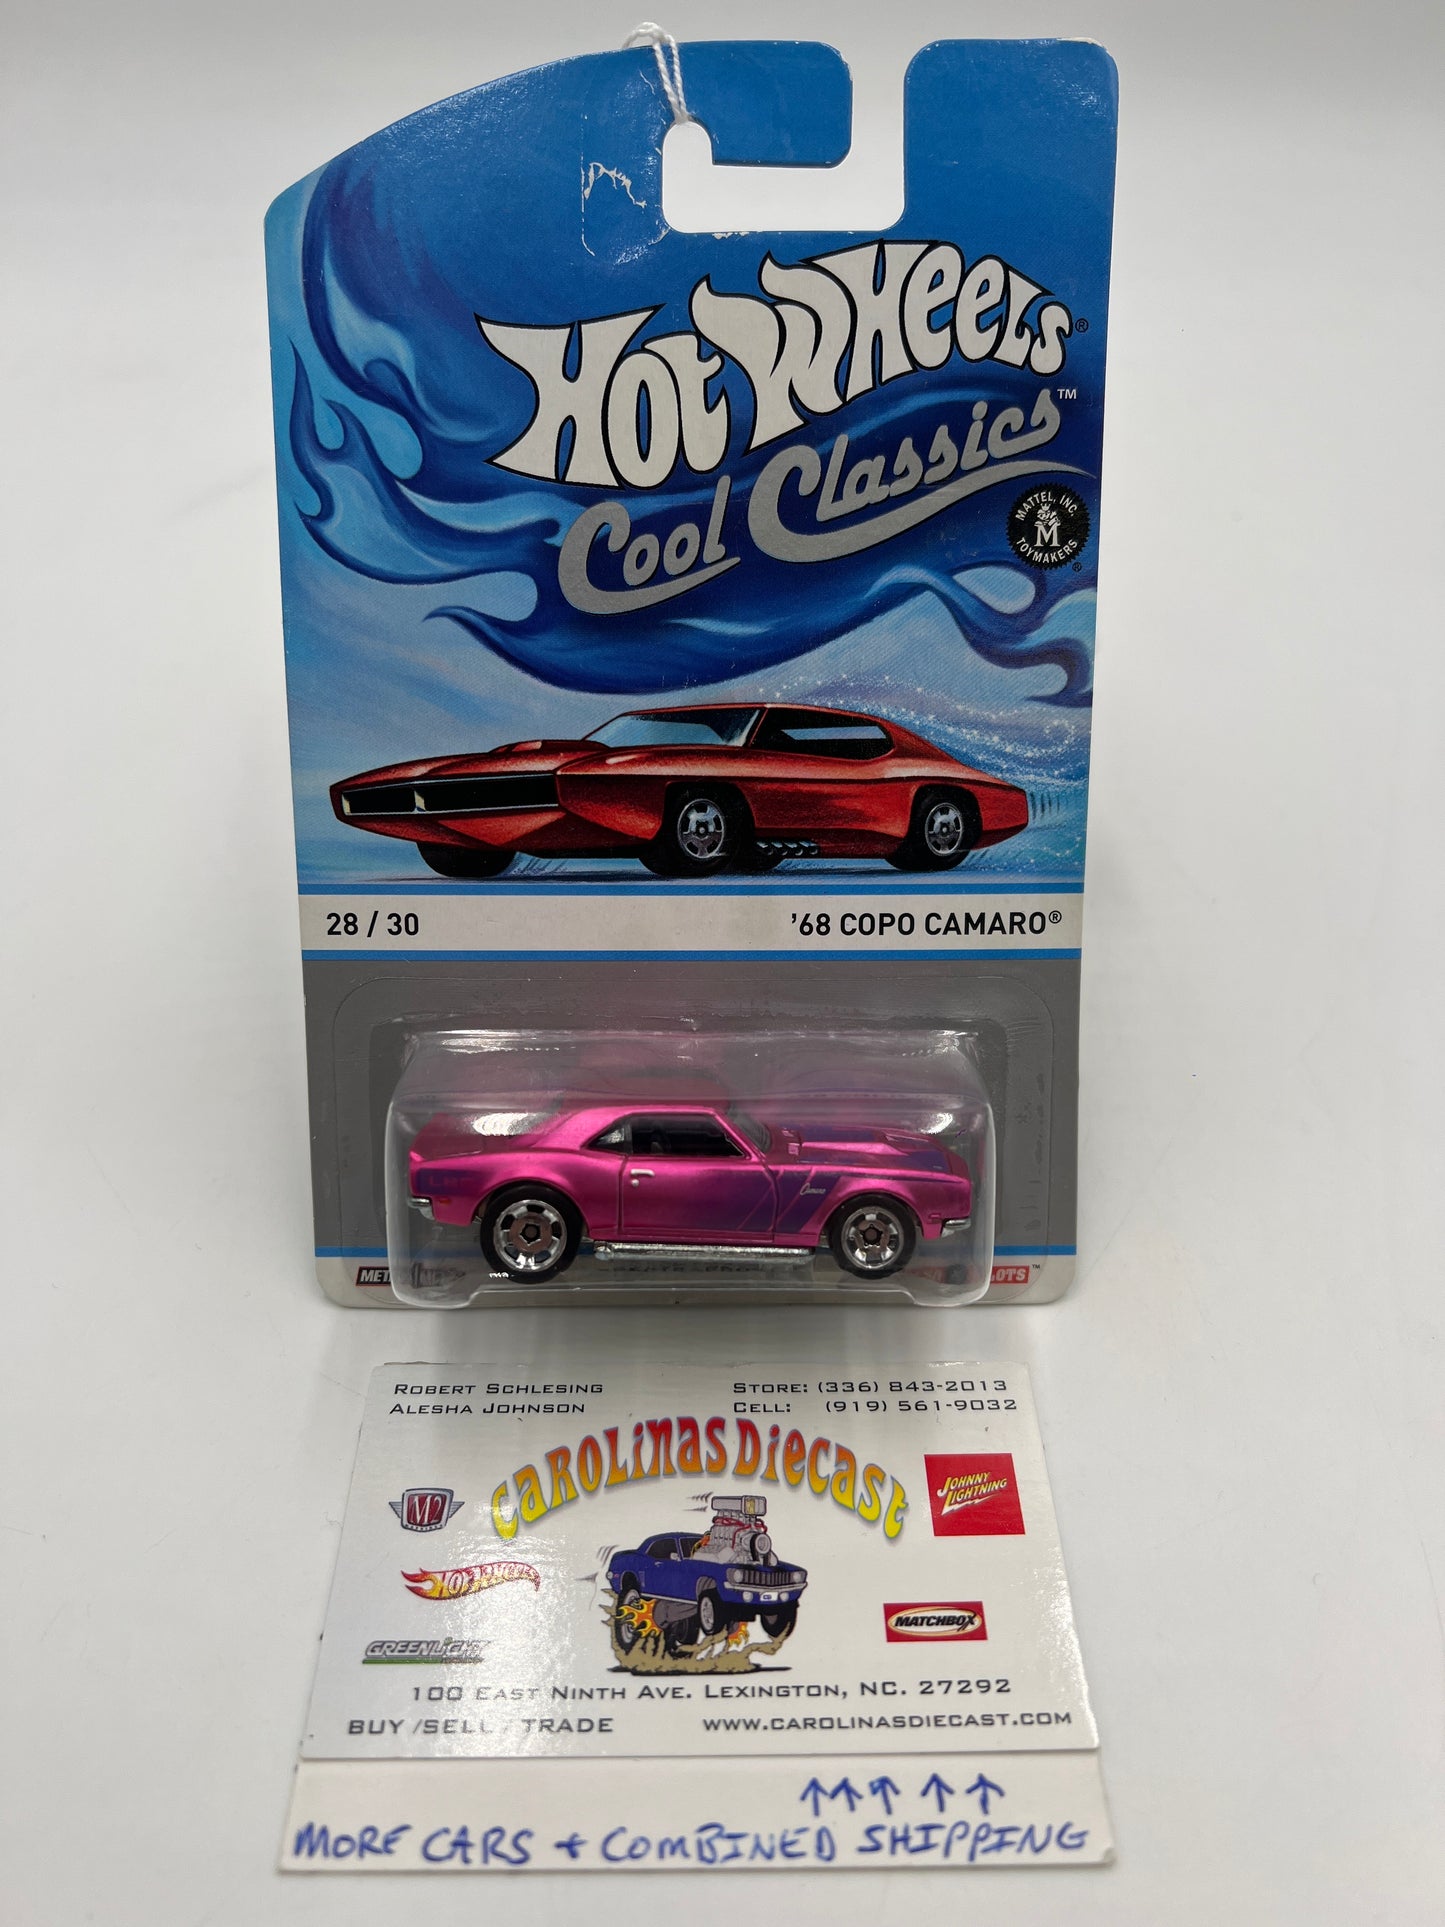 HOT WHEELS®
Cool Classics™
MATTEL, INC.
M
TOYMAKERS®
28 / 30
'68 COPO CAMARO®
Camaro
ROBERT SCHLESING
ALESHA JOHNSON
STORE: (336) 843-2013
CELL: (919) 561-9032
CAROLINAS DIECAST
M2
JOHNNY LIGHTNING
HOT WHEELS
MATCHBOX
GREENLIGHT
100 EAST NINTH AVE. LEXINGTON, NC. 27292
BUY / SELL / TRADE
WWW.CAROLINASDIECAST.COM
↑↑↑↑↑
MORE CARS + COMBINED SHIPPING